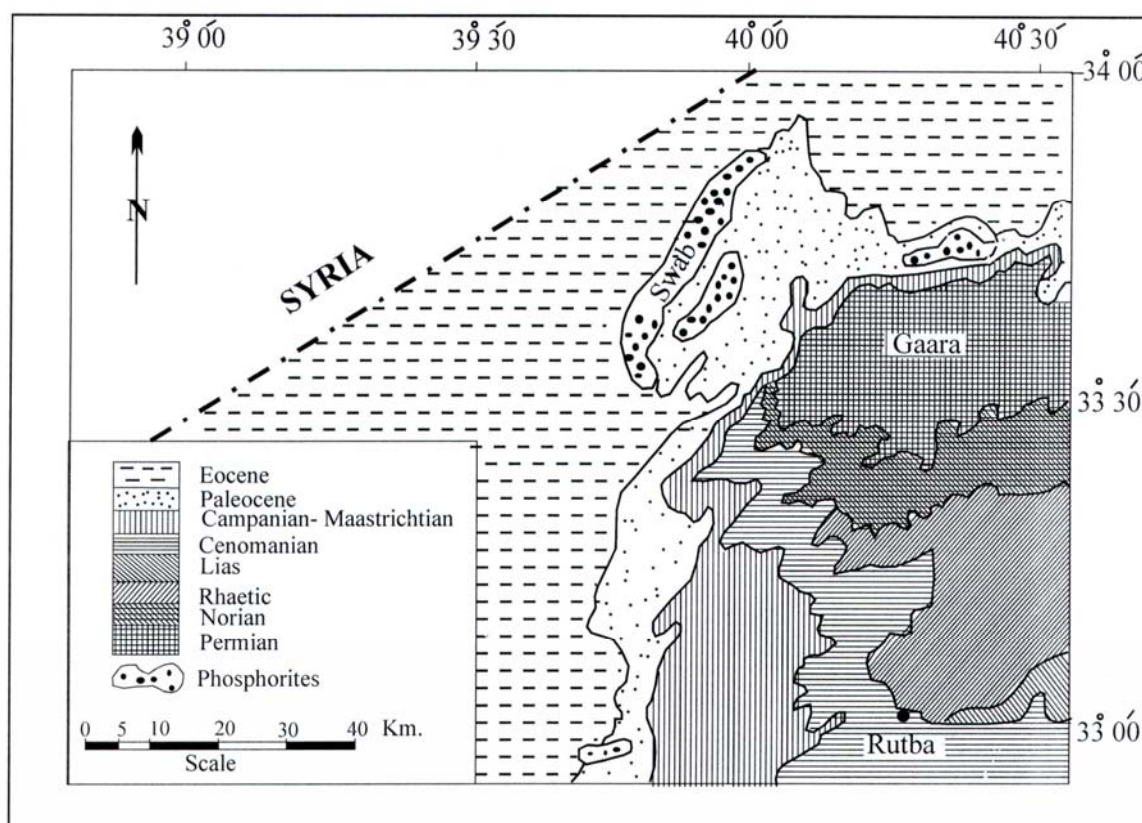 39° 00′ 39° 30′ 40° 00′ 40° 30′
34° 00′
N
SYRIA
Swab
Gaara
33° 30′
Eocene
Paleocene
Campanian- Maastrichtian
Cenomanian
Lias
Rhaetic
Norian
Permian
Phosphorites
0 5 10 20 30 40 Km.
Scale
Rutba
33° 00′